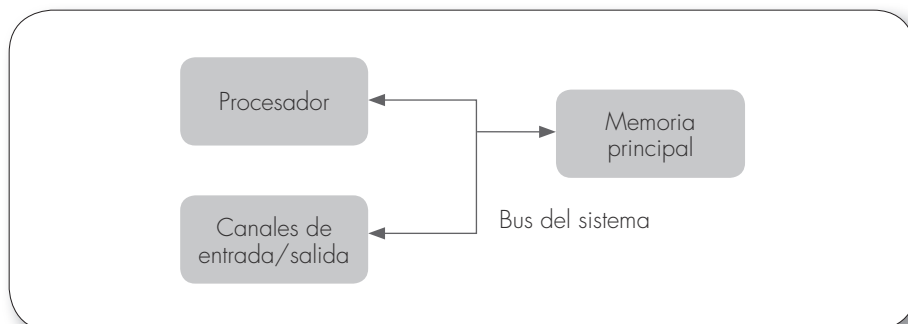 Procesador
Memoria
principal
Canales de
entrada/salida
Bus del sistema